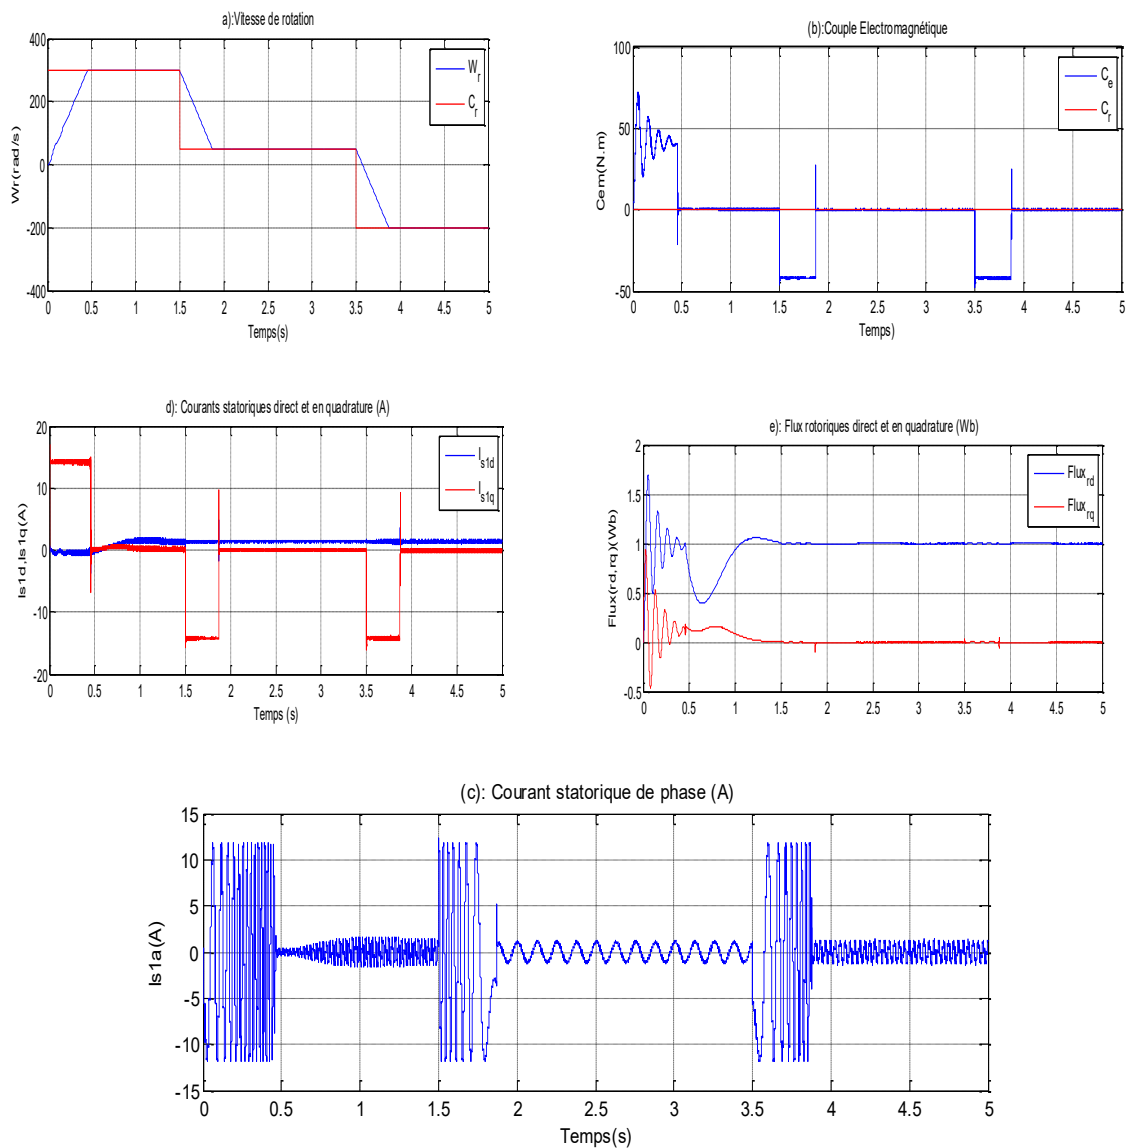 a):Vitesse de rotation
400
200
0
-200
-400
Wr(rad/s)
0 0.5 1 1.5 2 2.5 3 3.5 4 4.5 5
Temps(s)
W_r
C_r
(b):Couple Electromagnétique
100
50
0
-50
Cem(N.m)
0 0.5 1 1.5 2 2.5 3 3.5 4 4.5 5
Temps)
C_e
C_r
d): Courants statoriques direct et en quadrature (A)
20
10
0
-10
-20
Is1d,Is1q(A)
0 0.5 1 1.5 2 2.5 3 3.5 4 4.5 5
Temps (s)
I_s1d
I_s1q
e): Flux rotoriques direct et en quadrature (Wb)
2
1.5
1
0.5
0
-0.5
Flux(rd,rq)(Wb)
0 0.5 1 1.5 2 2.5 3 3.5 4 4.5 5
Temps(s)
Flux_rd
Flux_rq
(c): Courant statorique de phase (A)
15
10
5
0
-5
-10
-15
Is1a(A)
0 0.5 1 1.5 2 2.5 3 3.5 4 4.5 5
Temps(s)